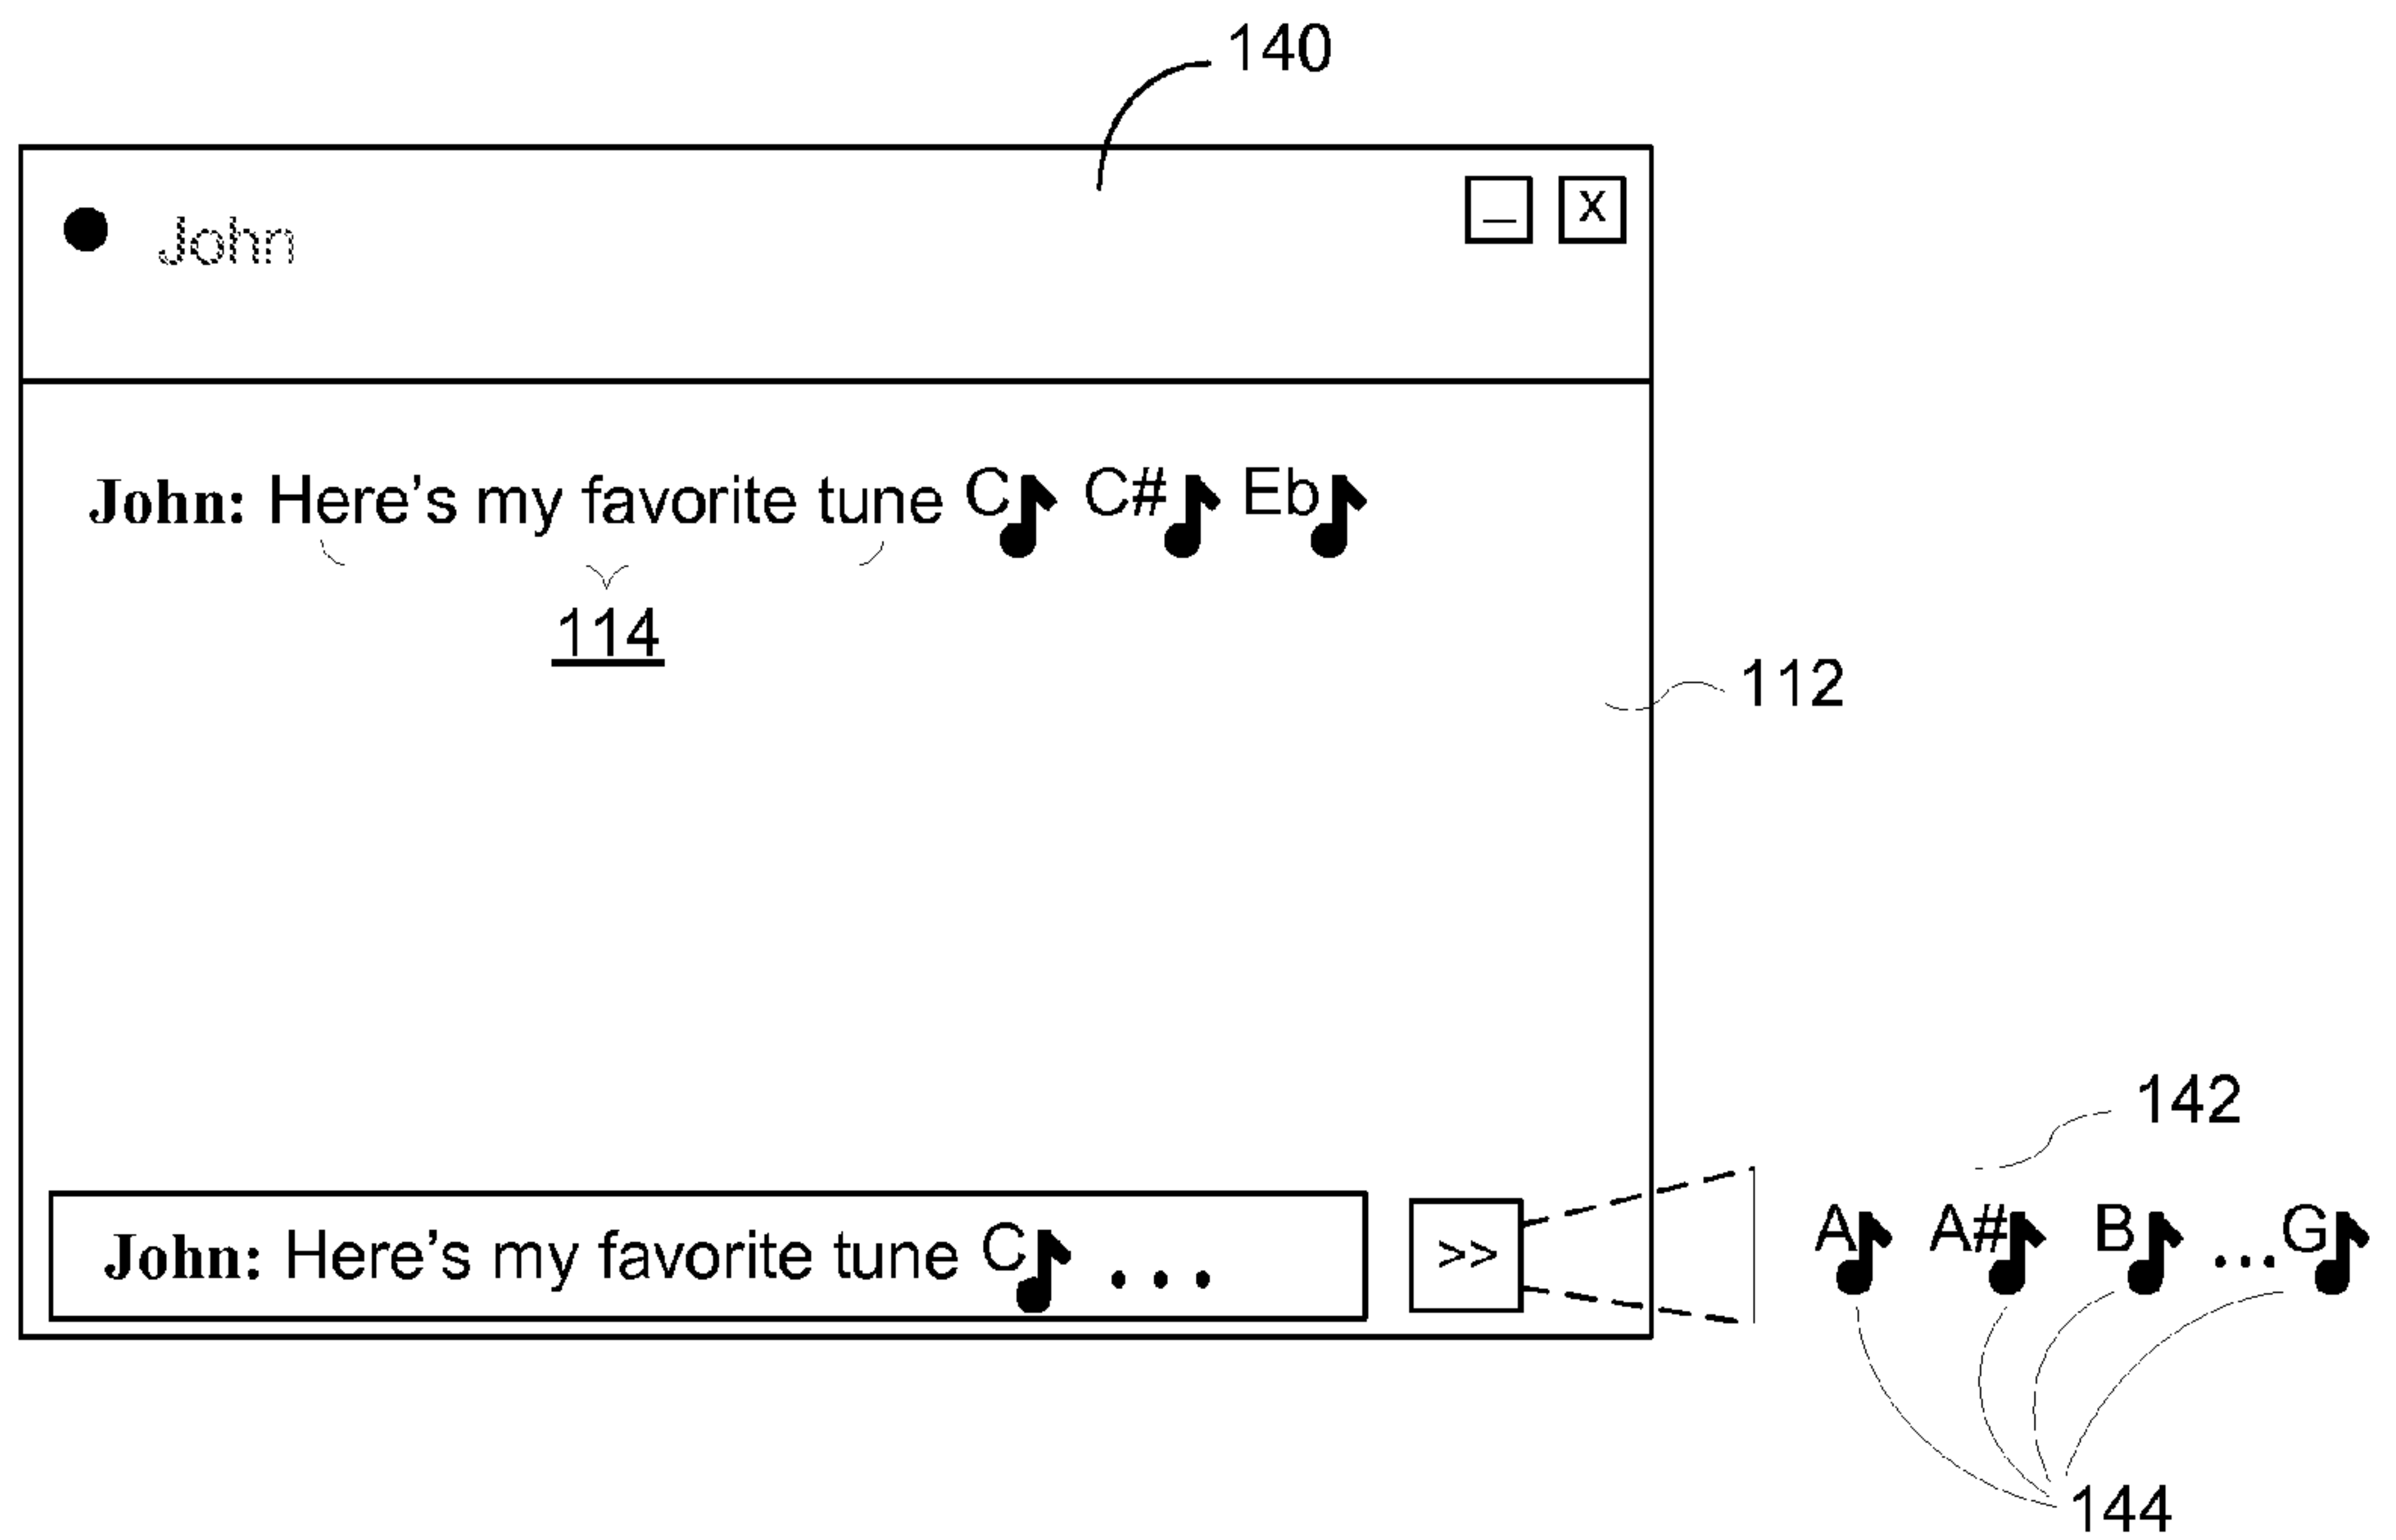 140
John _ X
John: Here's my favorite tune C C# Eb
114
112
142
John: Here's my favorite tune C ... >> A A# B ...G
144